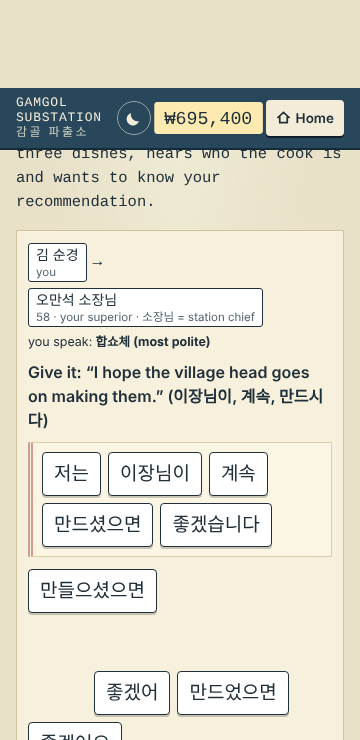 GAMGOL
SUBSTATION
감골 파출소
₩695,400
Home
three dishes, hears who the cook is
and wants to know your
recommendation.
김 순경
you
→
오만석 소장님
58 · your superior · 소장님 = station chief
you speak: 합쇼체 (most polite)
Give it: “I hope the village head goes
on making them.” (이장님이, 계속, 만드시
다)
저는 이장님이 계속
만드셨으면 좋겠습니다
만들으셨으면
좋겠어 만드었으면
좋겠어요